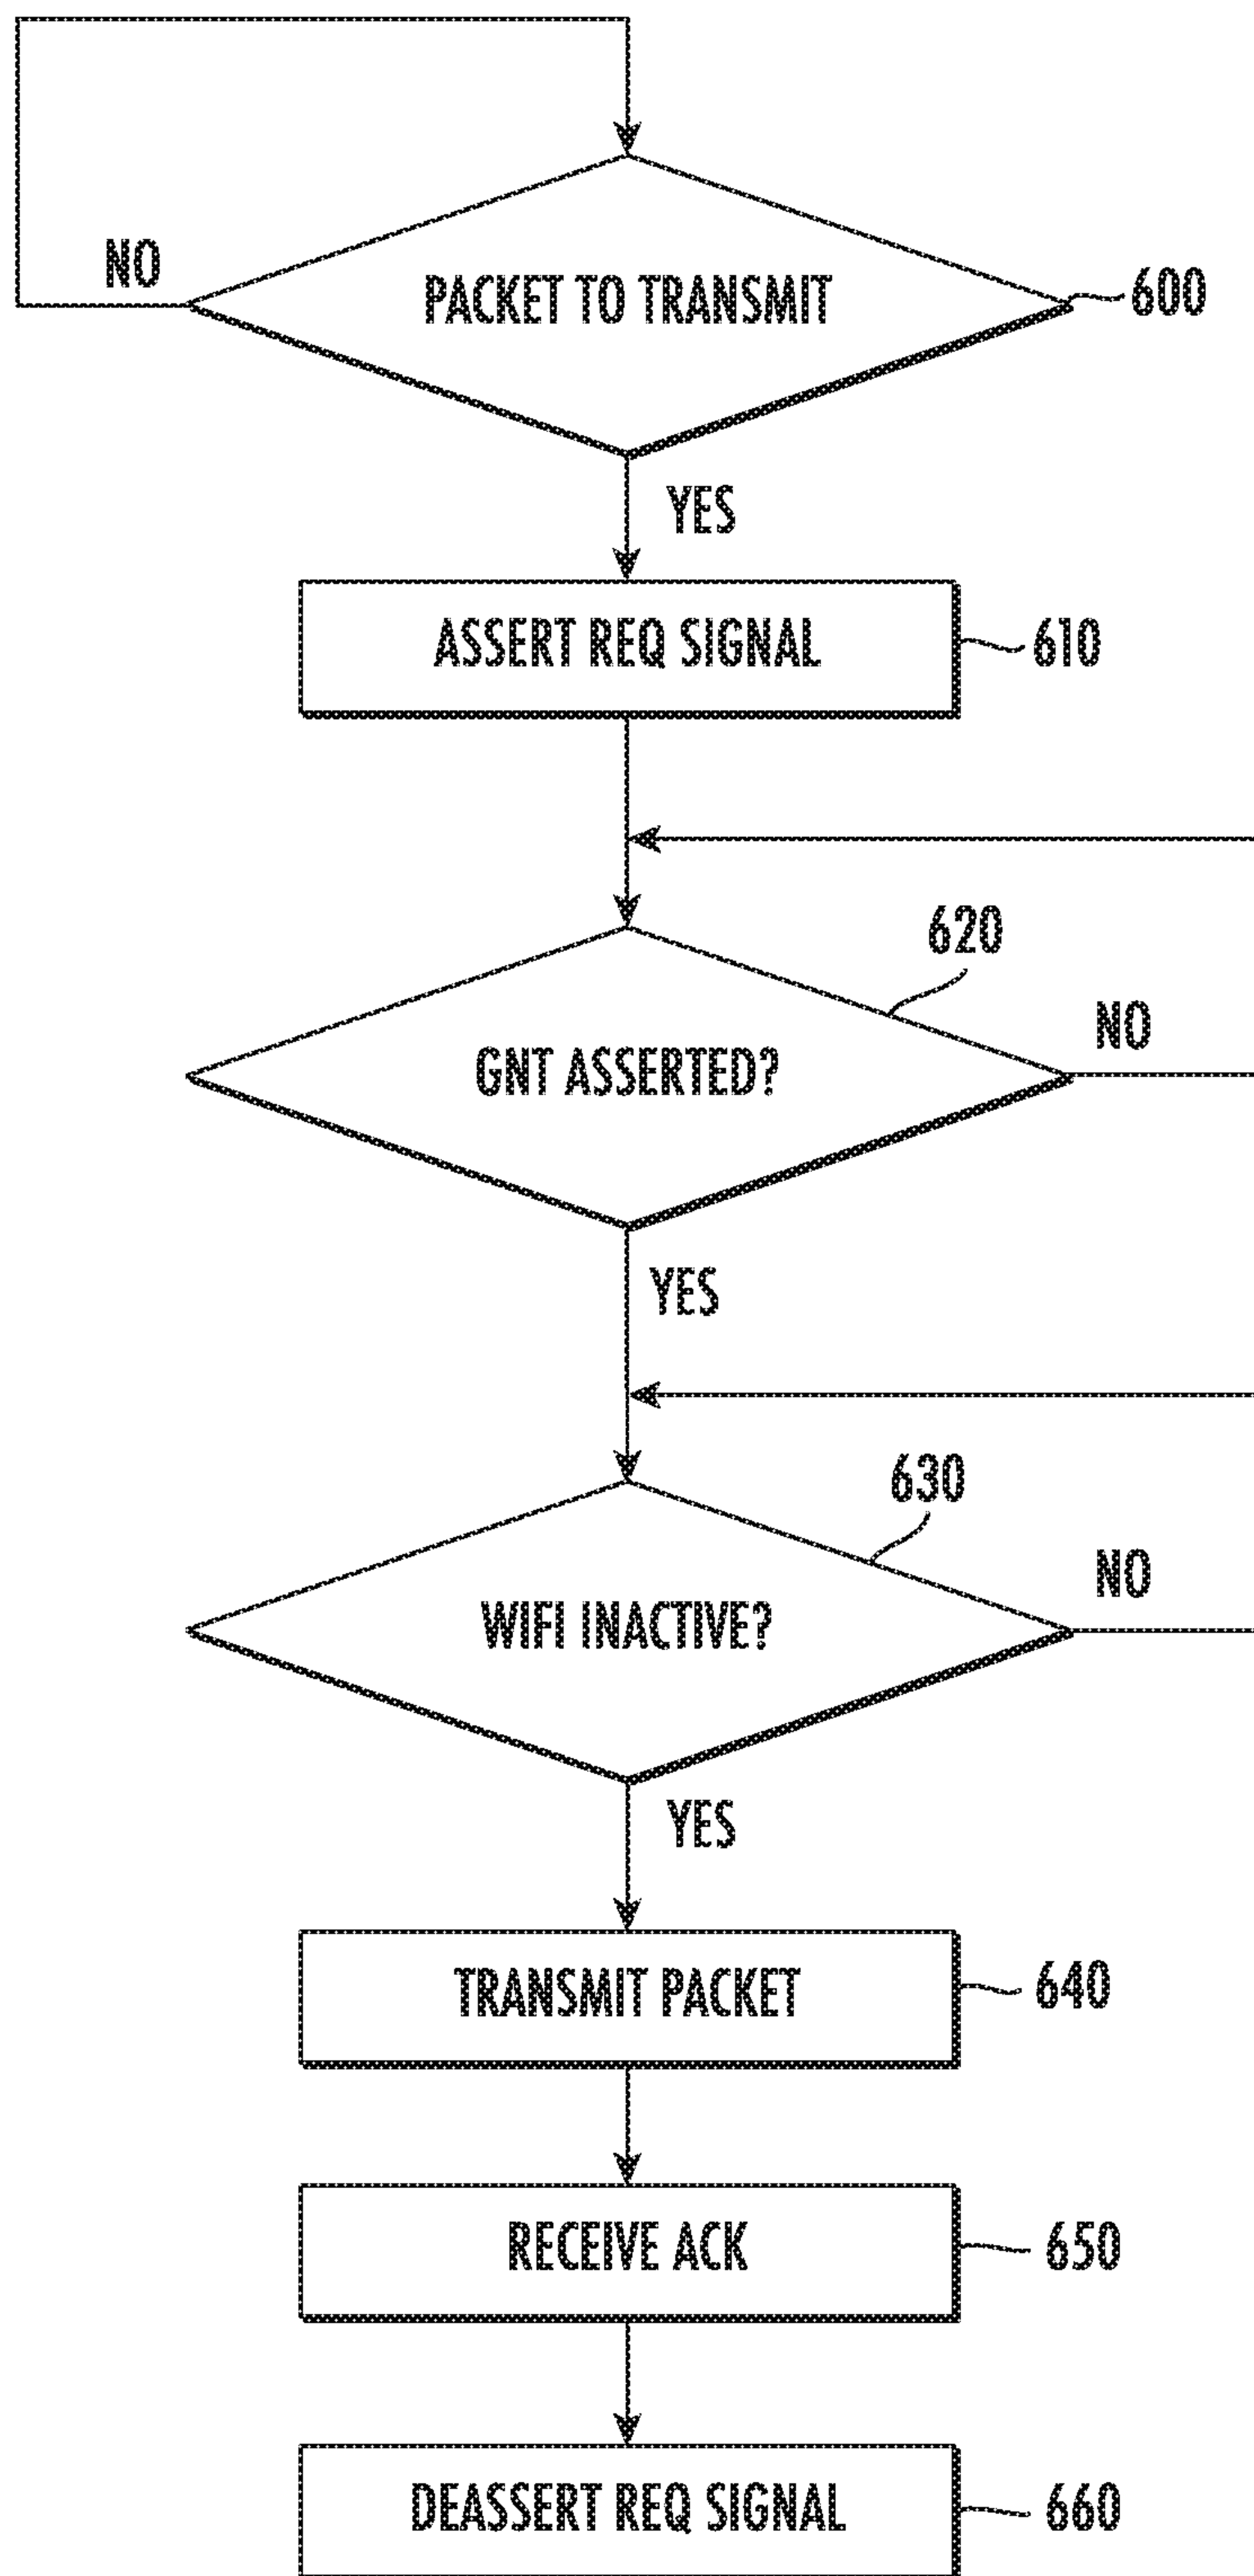 NO
PACKET TO TRANSMIT
600
YES
ASSERT REQ SIGNAL
610
620
GNT ASSERTED?
NO
YES
630
WIFI INACTIVE?
NO
YES
TRANSMIT PACKET
640
RECEIVE ACK
650
DEASSERT REQ SIGNAL
660